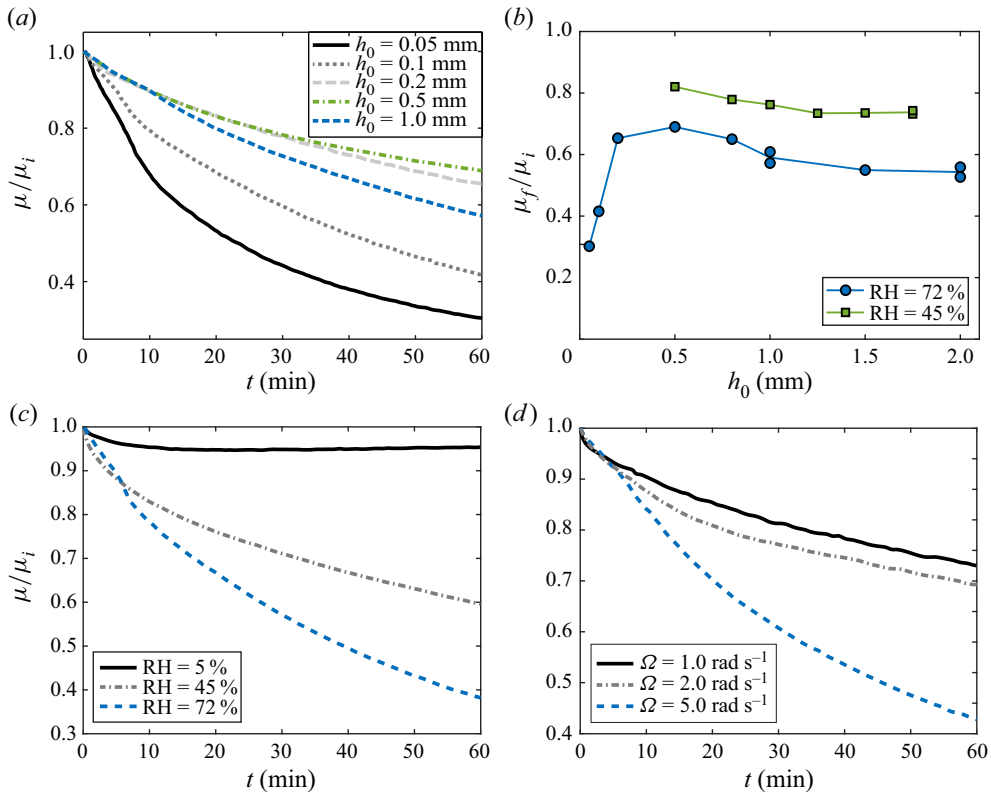 (a)
1.0
0.8
0.6
0.4
μ/μi
h0 = 0.05 mm
h0 = 0.1 mm
h0 = 0.2 mm
h0 = 0.5 mm
h0 = 1.0 mm
0 10 20 30 40 50 60
t (min)
(b)
1.0
0.8
0.6
0.4
0.2
μf/μi
RH = 72 %
RH = 45 %
0 0.5 1.0 1.5 2.0
h0 (mm)
(c)
1.0
0.9
0.8
0.7
0.6
0.5
0.4
0.3
μ/μi
RH = 5 %
RH = 45 %
RH = 72 %
0 10 20 30 40 50 60
t (min)
(d)
1.0
0.9
0.8
0.7
0.6
0.5
0.4
Ω = 1.0 rad s⁻¹
Ω = 2.0 rad s⁻¹
Ω = 5.0 rad s⁻¹
0 10 20 30 40 50 60
t (min)